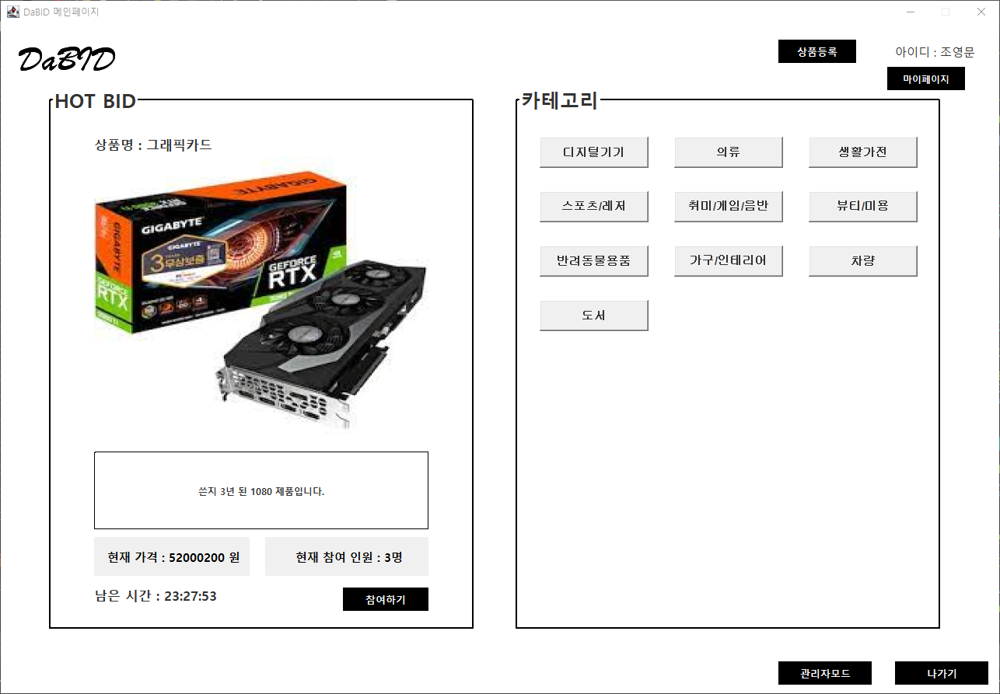 DaBID 메인페이지
DaBID
상품등록
아이디 : 조영문
마이페이지
HOT BID
상품명 : 그래픽카드
GIGABYTE
GIGABYTE
GIGABYTE
GIGABYTE
3 무상보증
GEFORCE
RTX
GEFORCE
RTX
쓴지 3년 된 1080 제품입니다.
현재 가격 : 52000200 원
현재 참여 인원 : 3명
남은 시간 : 23:27:53
참여하기
카테고리
디지털기기
의류
생활가전
스포츠/레저
취미/게임/음반
뷰티/미용
반려동물용품
가구/인테리어
차량
도서
관리자모드
나가기